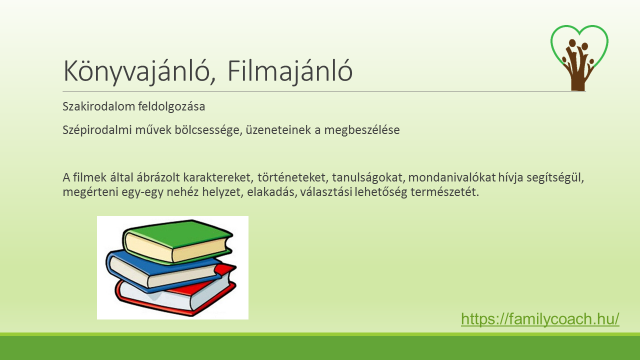 Könyvajánló, Filmajánló
Szakirodalom feldolgozása
Szépirodalmi művek bölcsessége, üzeneteinek a megbeszélése
A filmek által ábrázolt karaktereket, történeteket, tanulságokat, mondanivalókat hívja segítségül,
megérteni egy-egy nehéz helyzet, elakadás, választási lehetőség természetét.
https://familycoach.hu/